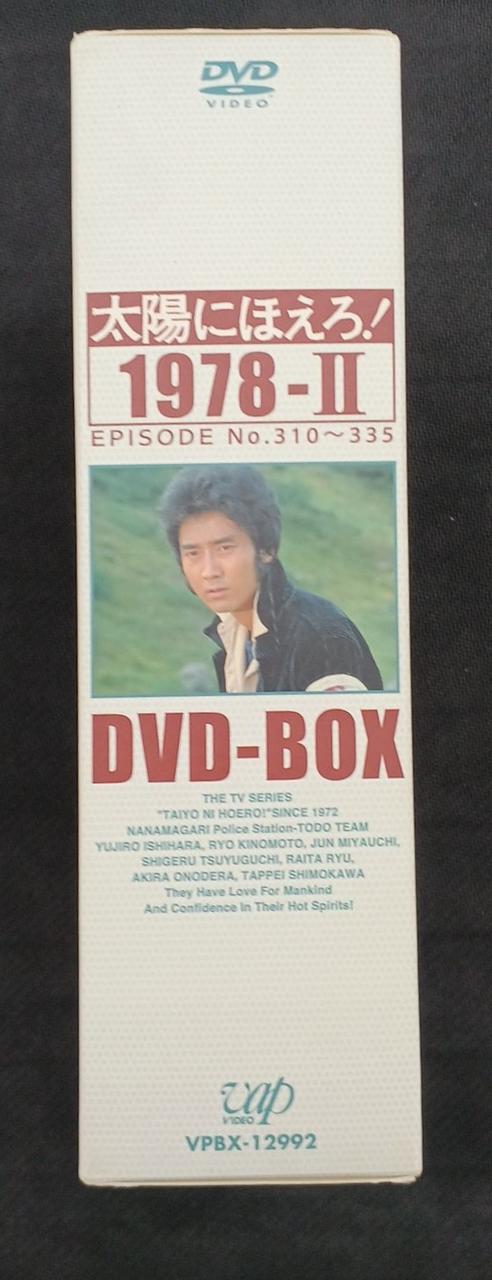 DVD
VIDEO™
太陽にほえろ!
1978-II
EPISODE No.310〜335
DVD-BOX
THE TV SERIES
"TAIYO NI HOERO!"SINCE 1972
NANAMAGARI Police Station-TODO TEAM
YUJIRO ISHIHARA, RYO KINOMOTO, JUN MIYAUCHI,
SHIGERU TSUYUGUCHI, RAITA RYU,
AKIRA ONODERA, TAPPEI SHIMOKAWA
They Have Love For Mankind
And Confidence In Their Hot Spirits!
vap
VIDEO
VPBX-12992